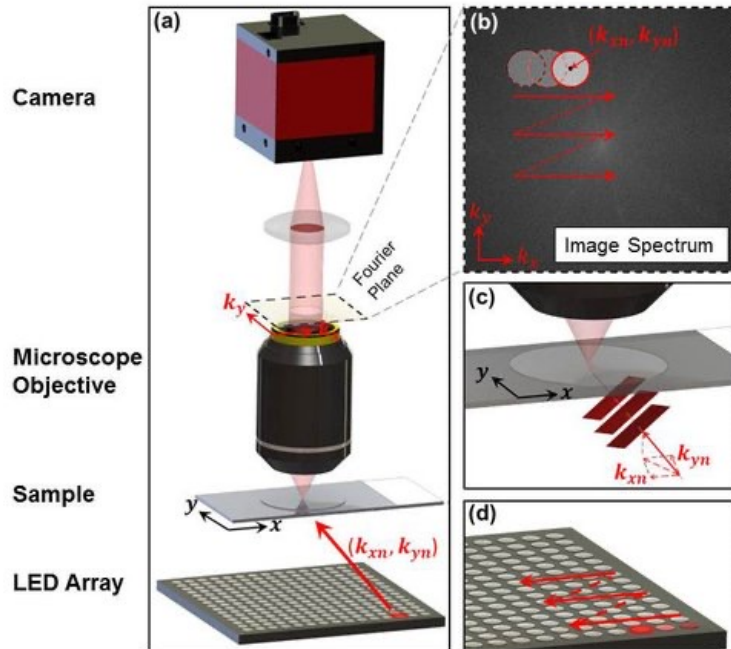 (a)
Camera
Fourier
Plane
k_y
Microscope
Objective
Sample
y
x
(k_xn, k_yn)
LED Array
(b)
(k_xn, k_yn)
k_y
k_x
Image Spectrum
(c)
y
x
k_yn
k_xn
(d)